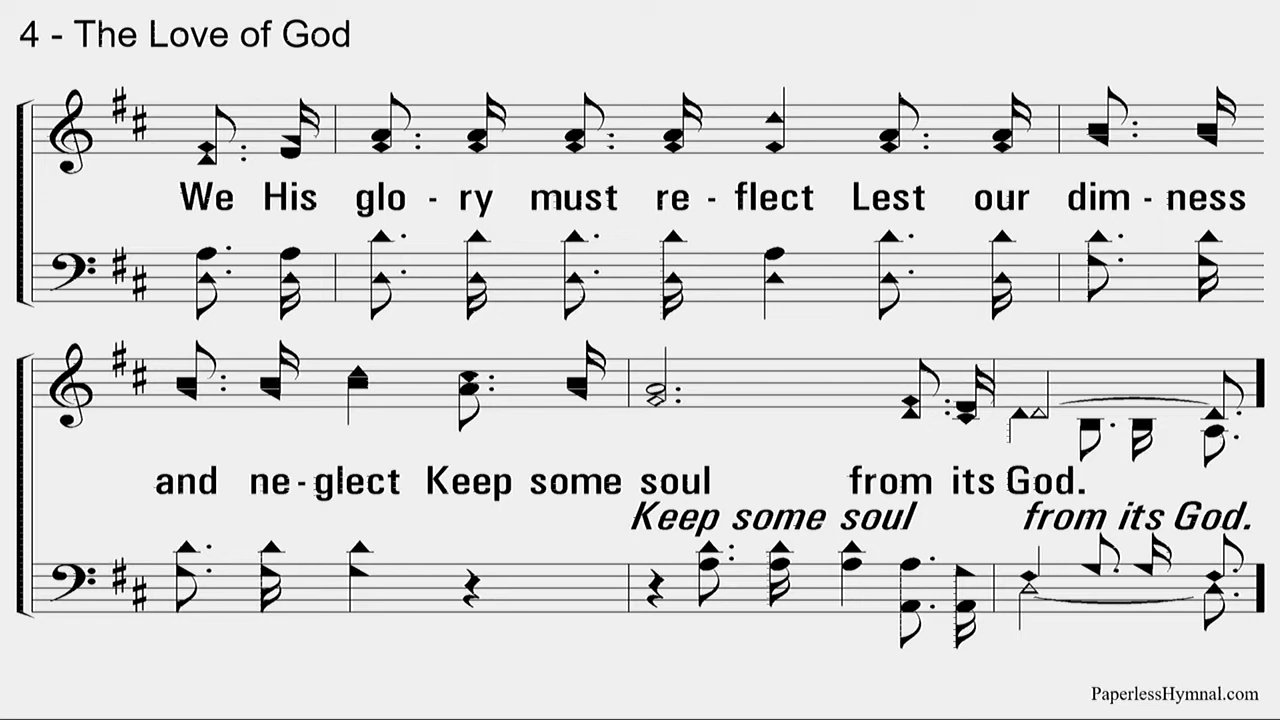 4 - The Love of God
We His glo - ry must re - flect Lest our dim - ness
and ne - glect Keep some soul from its God.
Keep some soul from its God.
PaperlessHymnal.com